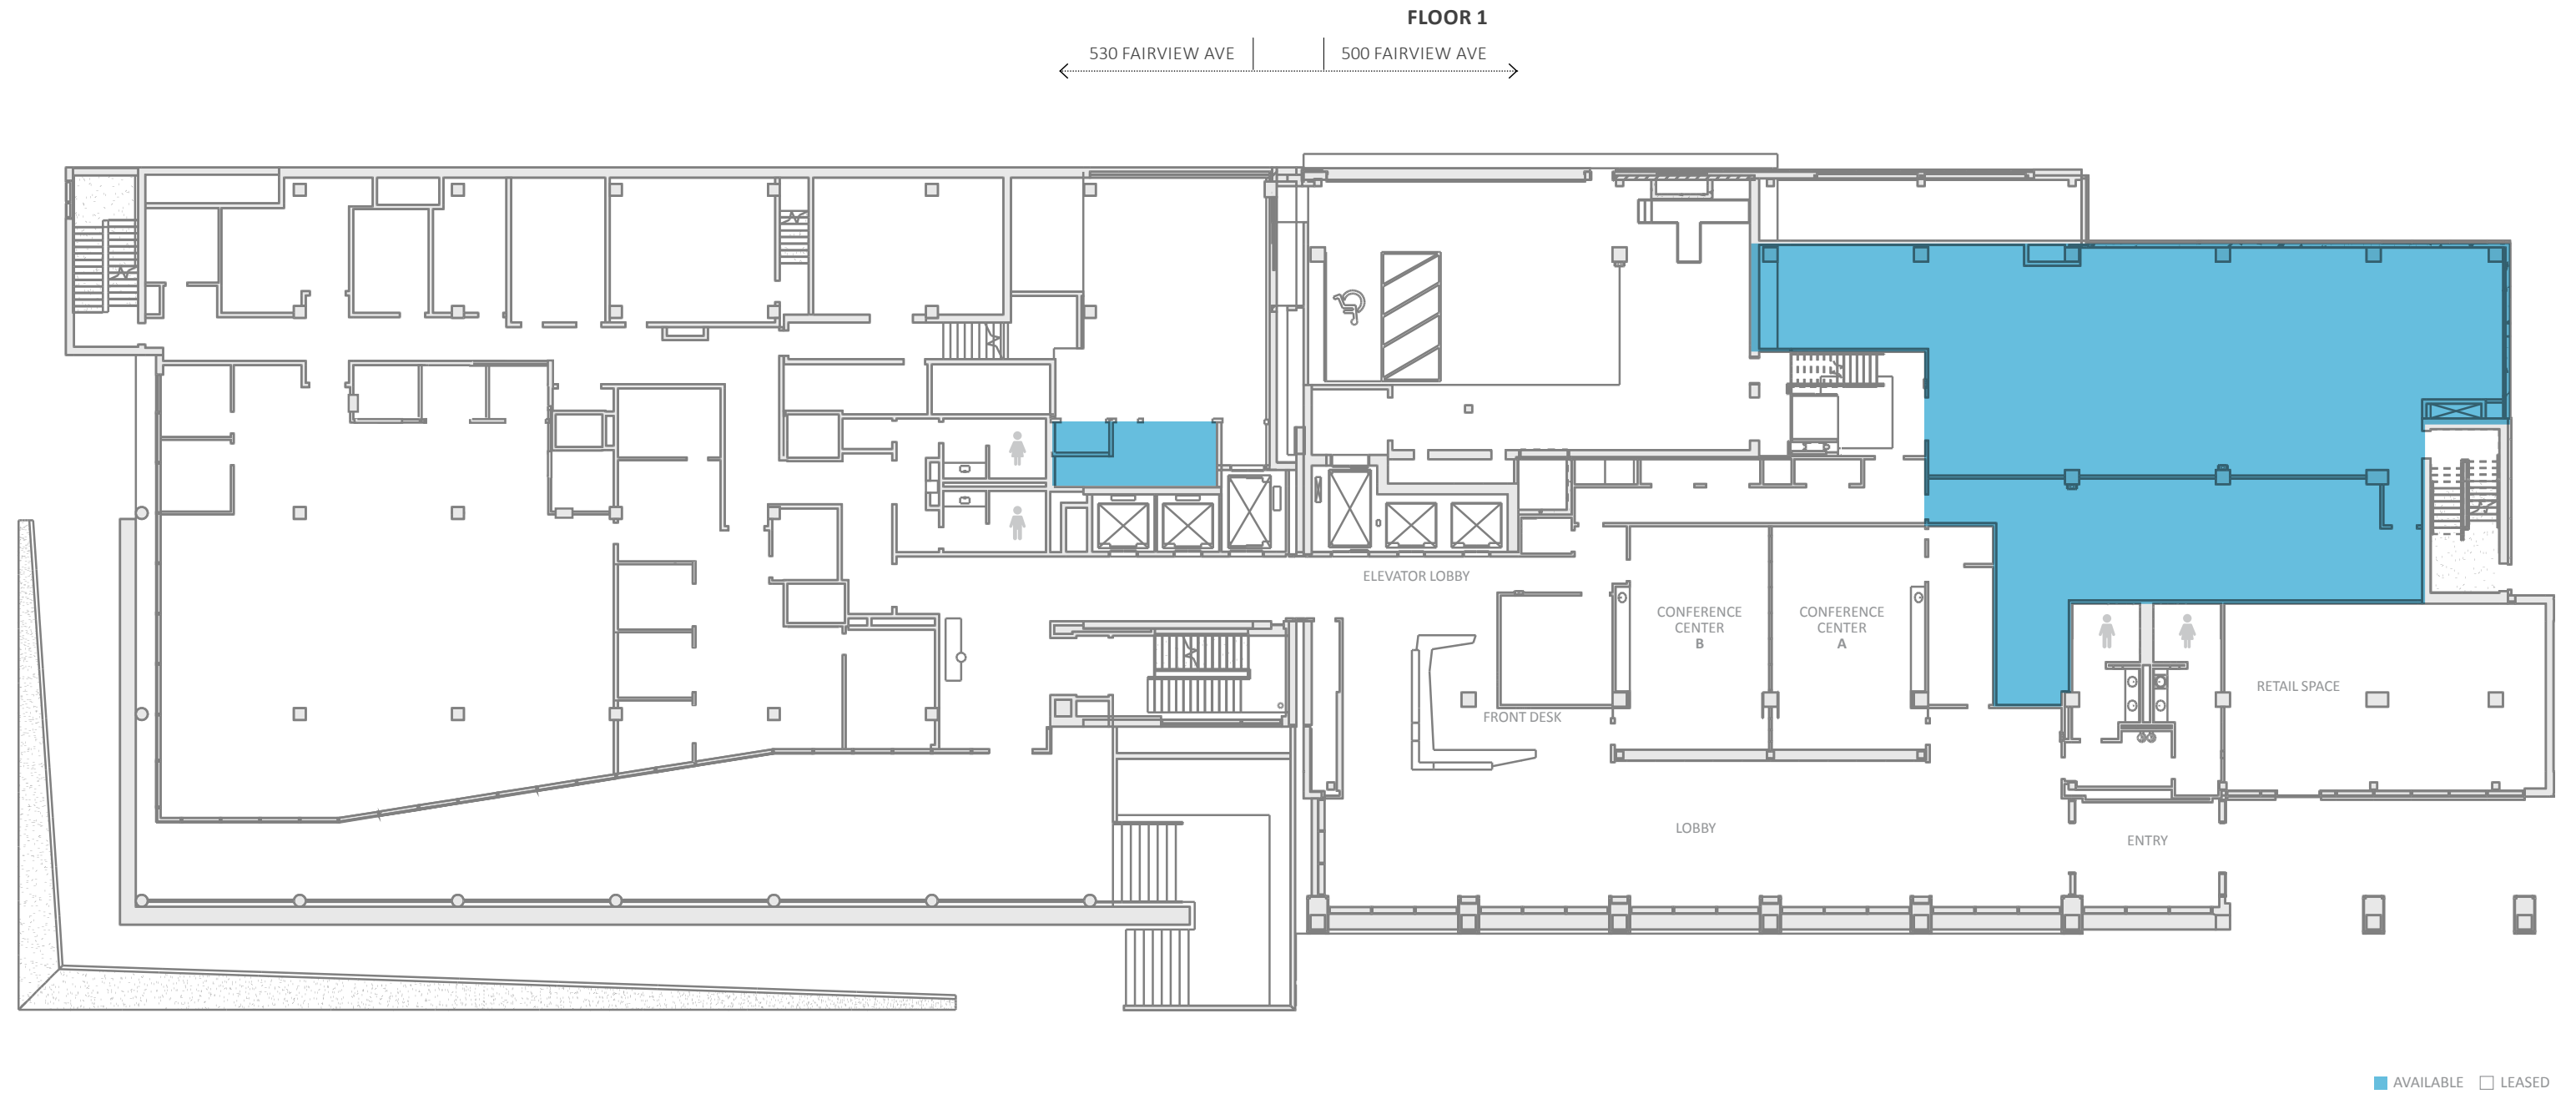 FLOOR 1
530 FAIRVIEW AVE
500 FAIRVIEW AVE
ELEVATOR LOBBY
CONFERENCE
CENTER
B
CONFERENCE
CENTER
A
RETAIL SPACE
FRONT DESK
LOBBY
ENTRY
AVAILABLE
LEASED